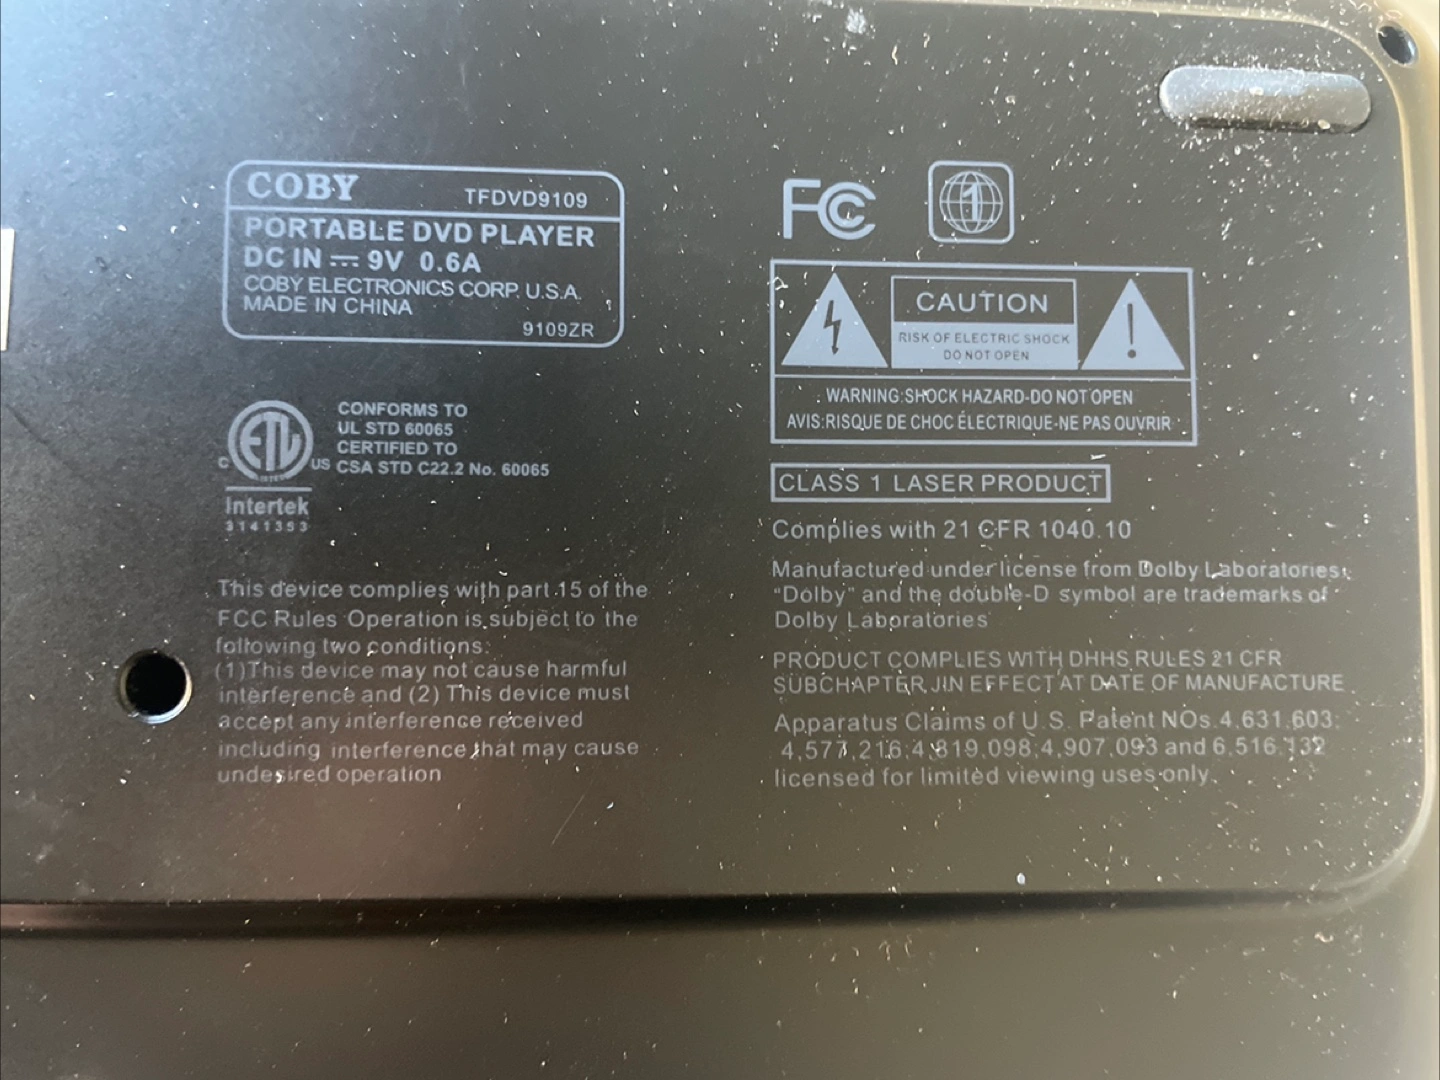 COBY TFDVD9109
PORTABLE DVD PLAYER
DC IN 9V 0.6A
COBY ELECTRONICS CORP. U.S.A.
MADE IN CHINA
9109ZR
ETL
LISTED
C US
CONFORMS TO
UL STD 60065
CERTIFIED TO
CSA STD C22.2 No. 60065
Intertek
3141353
This device complies with part 15 of the
FCC Rules Operation is subject to the
following two conditions:
(1)This device may not cause harmful
interference and (2) This device must
accept any interference received
including interference that may cause
undesired operation
FC
1
CAUTION
RISK OF ELECTRIC SHOCK
DO NOT OPEN
WARNING:SHOCK HAZARD-DO NOT OPEN
AVIS:RISQUE DE CHOC ÉLECTRIQUE-NE PAS OUVRIR
CLASS 1 LASER PRODUCT
Complies with 21 CFR 1040.10
Manufactured under license from Dolby Laboratories.
"Dolby" and the double-D symbol are trademarks of
Dolby Laboratories
PRODUCT COMPLIES WITH DHHS RULES 21 CFR
SUBCHAPTER J IN EFFECT AT DATE OF MANUFACTURE
Apparatus Claims of U.S. Patent NOs.4,631,603;
4,577,216;4,819,098;4,907,093 and 6,516,132
licensed for limited viewing uses only.